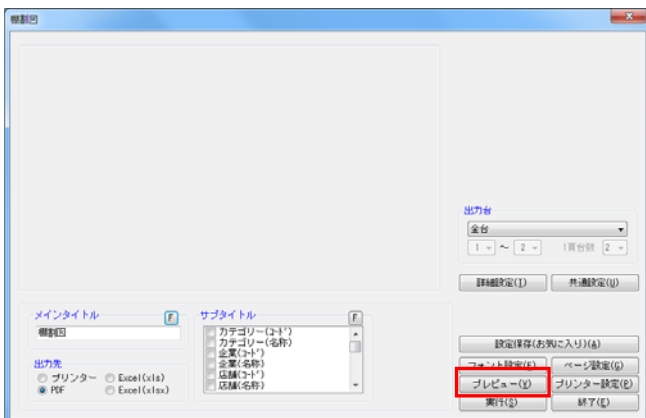 棚割図
出力台
全台
1 ～ 2 1頁台数 2
詳細設定(I) 共通設定(U)
メインタイトル F
棚割図
サブタイトル F
カテゴリー(コード)
カテゴリー(名称)
企業(コード)
企業(名称)
店舗(コード)
店舗(名称)
出力先
プリンター Excel(xls)
PDF Excel(xlsx)
設定保存(お気に入り)(A)
フォント設定(F) ページ設定(G)
プレビュー(V) プリンター設定(P)
実行(S) 終了(E)